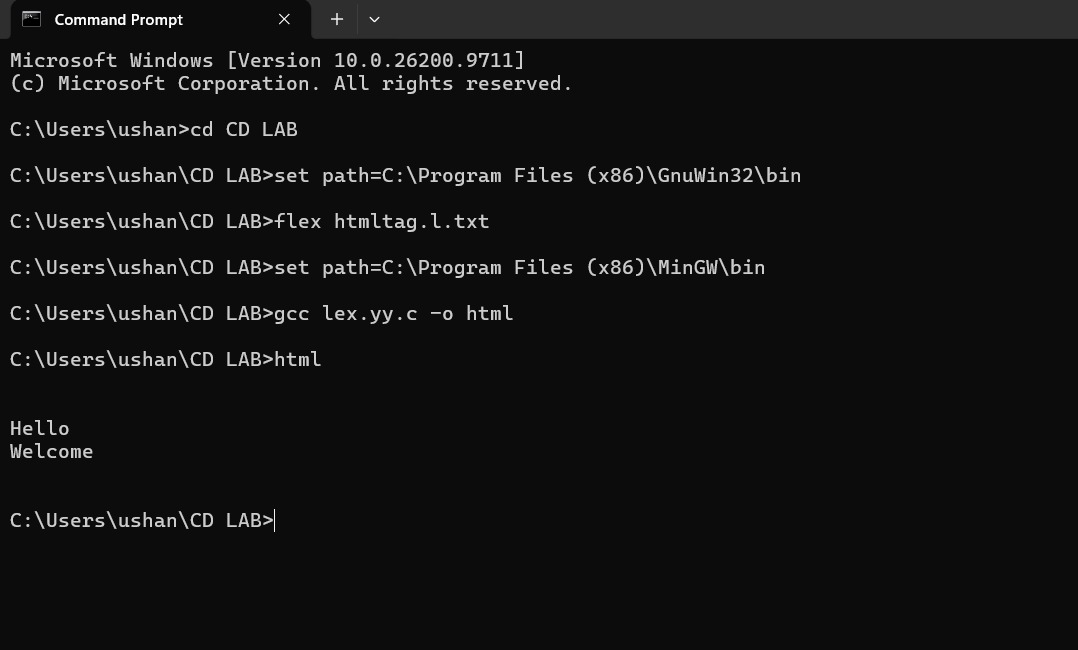 Command Prompt
Microsoft Windows [Version 10.0.26200.9711]
(c) Microsoft Corporation. All rights reserved.
C:\Users\ushan>cd CD LAB
C:\Users\ushan\CD LAB>set path=C:\Program Files (x86)\GnuWin32\bin
C:\Users\ushan\CD LAB>flex htmltag.l.txt
C:\Users\ushan\CD LAB>set path=C:\Program Files (x86)\MinGW\bin
C:\Users\ushan\CD LAB>gcc lex.yy.c -o html
C:\Users\ushan\CD LAB>html
Hello
Welcome
C:\Users\ushan\CD LAB>